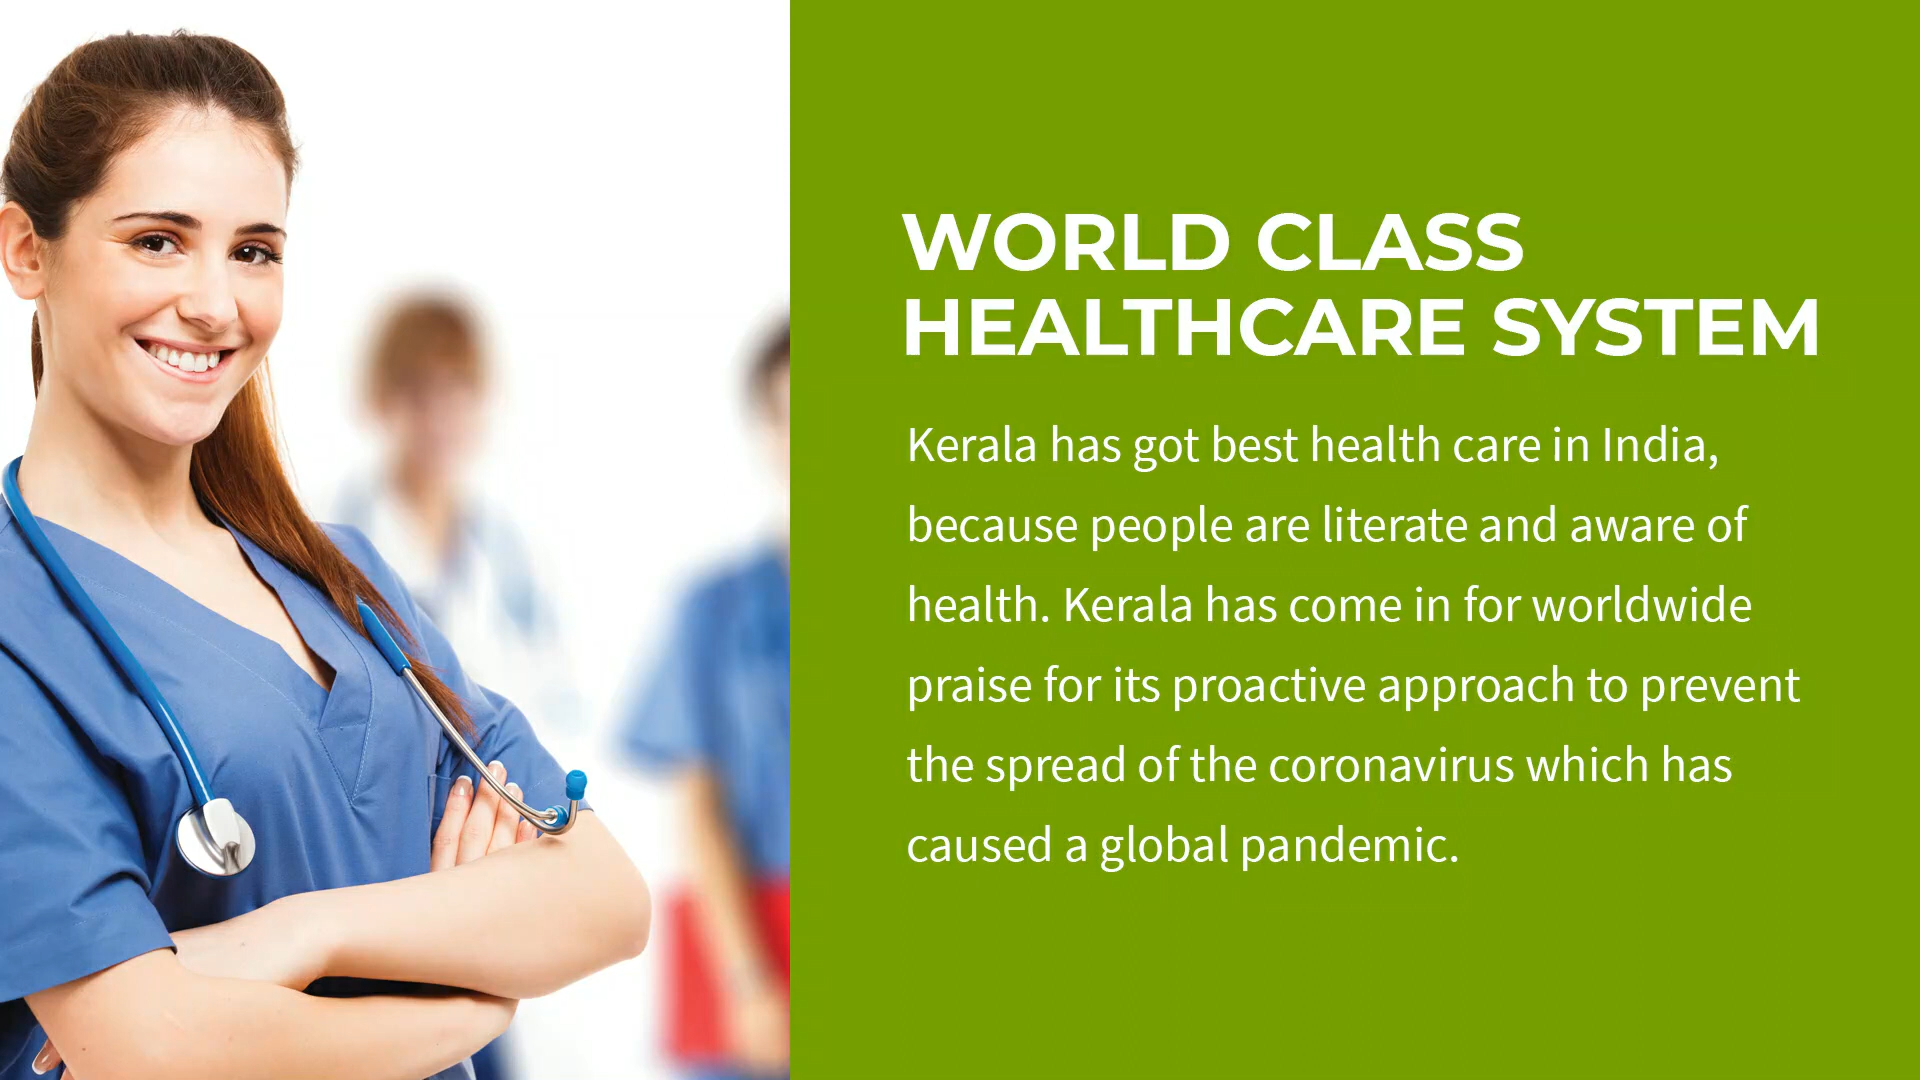 WORLD CLASS
HEALTHCARE SYSTEM
Kerala has got best health care in India,
because people are literate and aware of
health. Kerala has come in for worldwide
praise for its proactive approach to prevent
the spread of the coronavirus which has
caused a global pandemic.